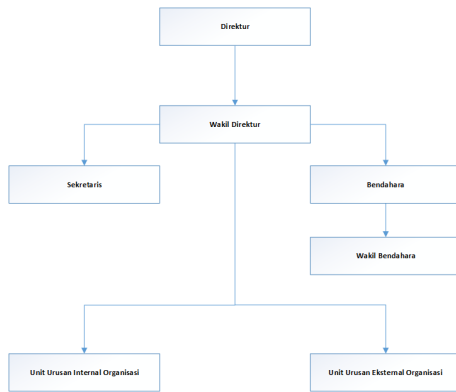 Direktur
Wakil Direktur
Sekretaris
Bendahara
Wakil Bendahara
Unit Urusan Internal Organisasi
Unit Urusan Eksternal Organisasi